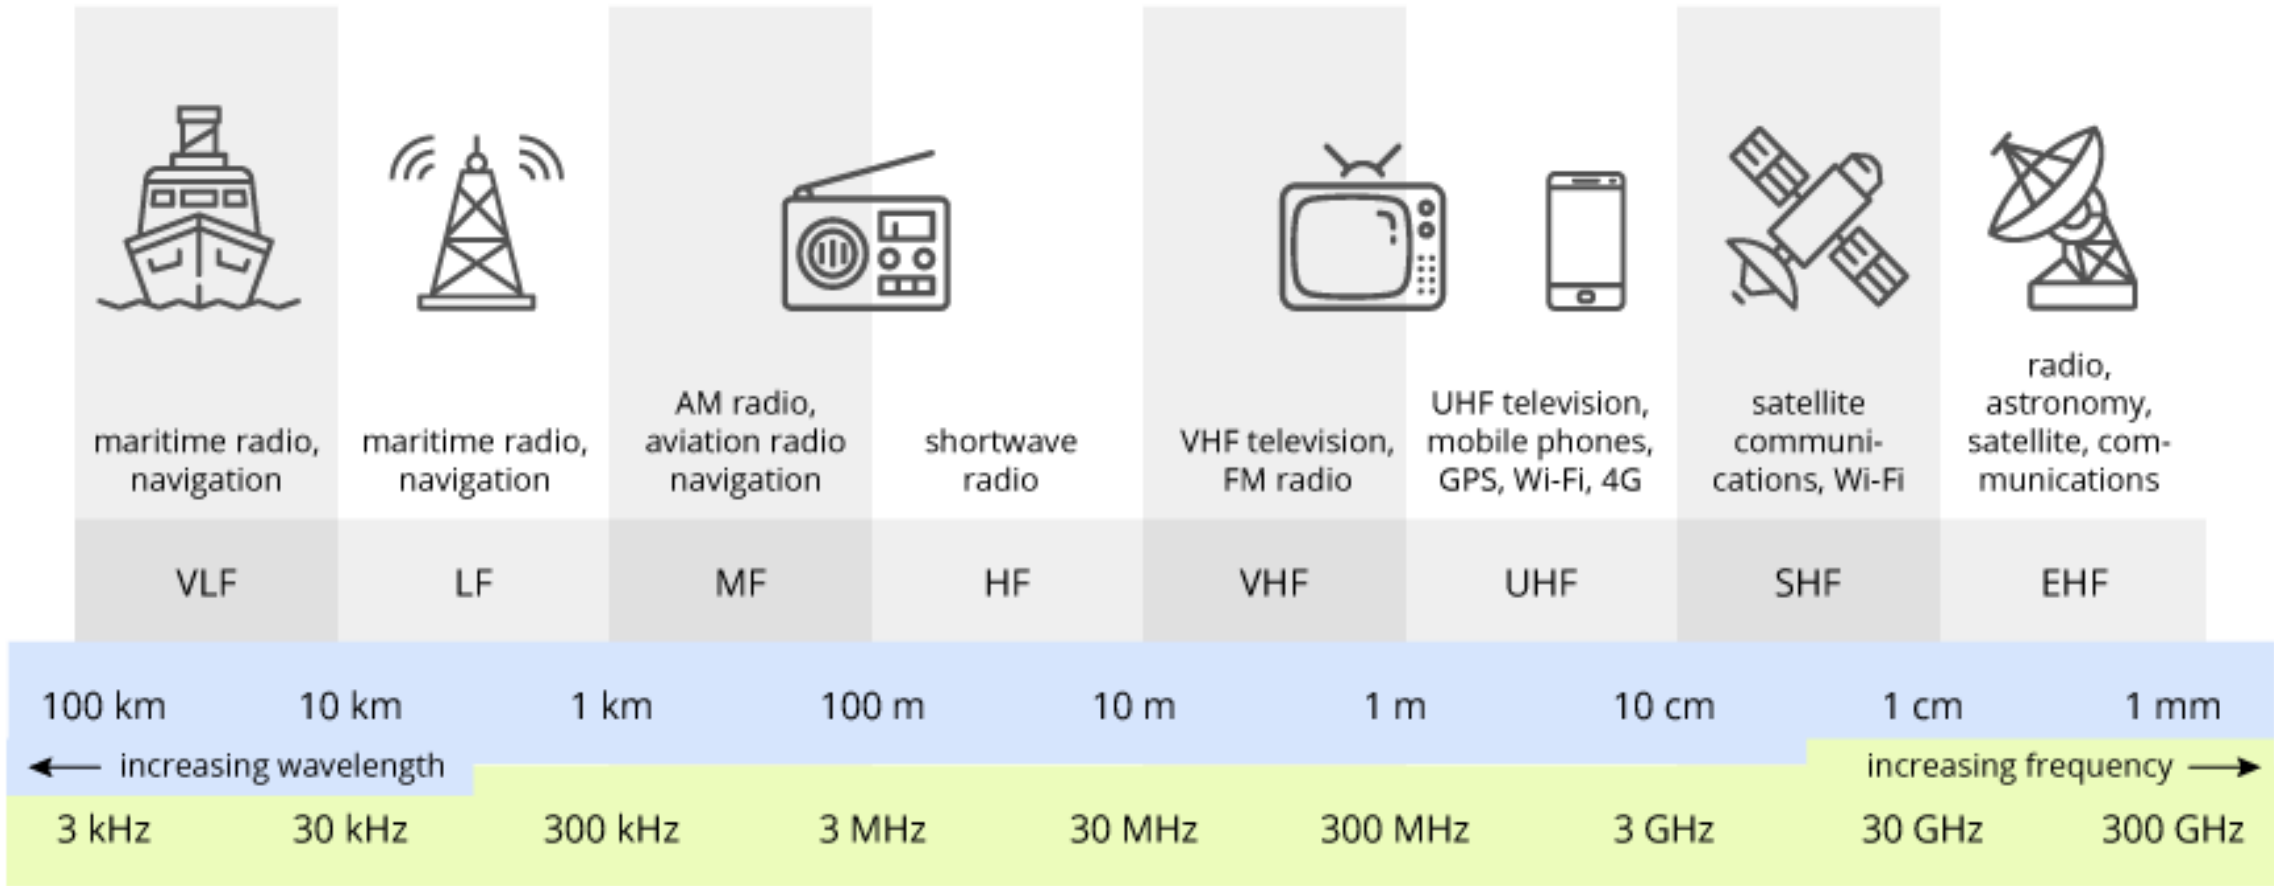 maritime radio,
navigation
maritime radio,
navigation
AM radio,
aviation radio
navigation
shortwave
radio
VHF television,
FM radio
UHF television,
mobile phones,
GPS, Wi-Fi, 4G
satellite
communi-
cations, Wi-Fi
radio,
astronomy,
satellite, com-
munications
VLF
LF
MF
HF
VHF
UHF
SHF
EHF
100 km
10 km
1 km
100 m
10 m
1 m
10 cm
1 cm
1 mm
increasing wavelength
increasing frequency
3 kHz
30 kHz
300 kHz
3 MHz
30 MHz
300 MHz
3 GHz
30 GHz
300 GHz